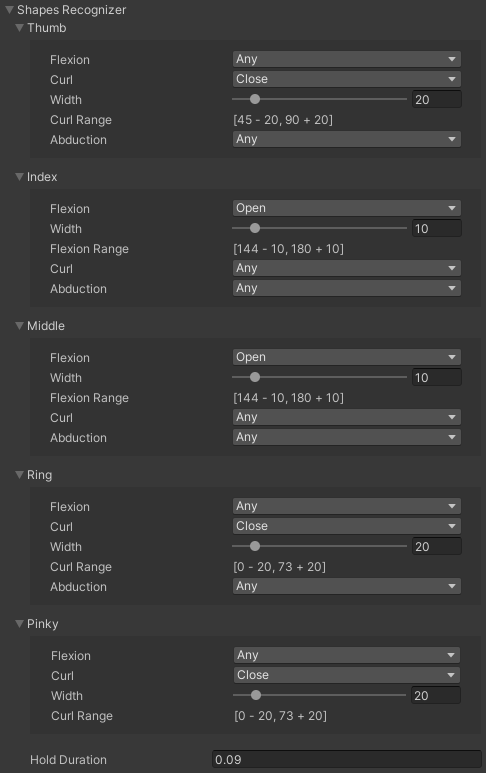 Shapes Recognizer
Thumb
Flexion Any
Curl Close
Width 20
Curl Range [45 - 20, 90 + 20]
Abduction Any
Index
Flexion Open
Width 10
Flexion Range [144 - 10, 180 + 10]
Curl Any
Abduction Any
Middle
Flexion Open
Width 10
Flexion Range [144 - 10, 180 + 10]
Curl Any
Abduction Any
Ring
Flexion Any
Curl Close
Width 20
Curl Range [0 - 20, 73 + 20]
Abduction Any
Pinky
Flexion Any
Curl Close
Width 20
Curl Range [0 - 20, 73 + 20]
Hold Duration 0.09